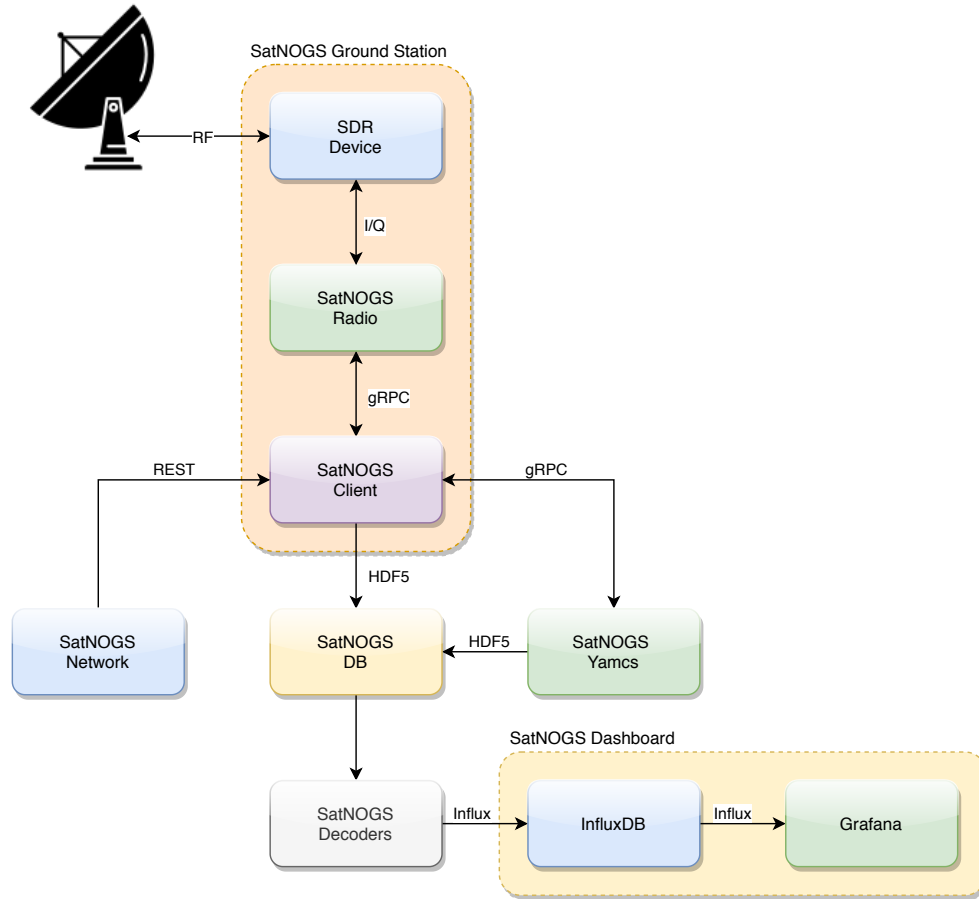 SatNOGS Ground Station
SDR
Device
RF
I/Q
SatNOGS
Radio
gRPC
REST
SatNOGS
Client
gRPC
HDF5
SatNOGS
Network
SatNOGS
DB
HDF5
SatNOGS
Yamcs
SatNOGS Dashboard
SatNOGS
Decoders
Influx
InfluxDB
Influx
Grafana